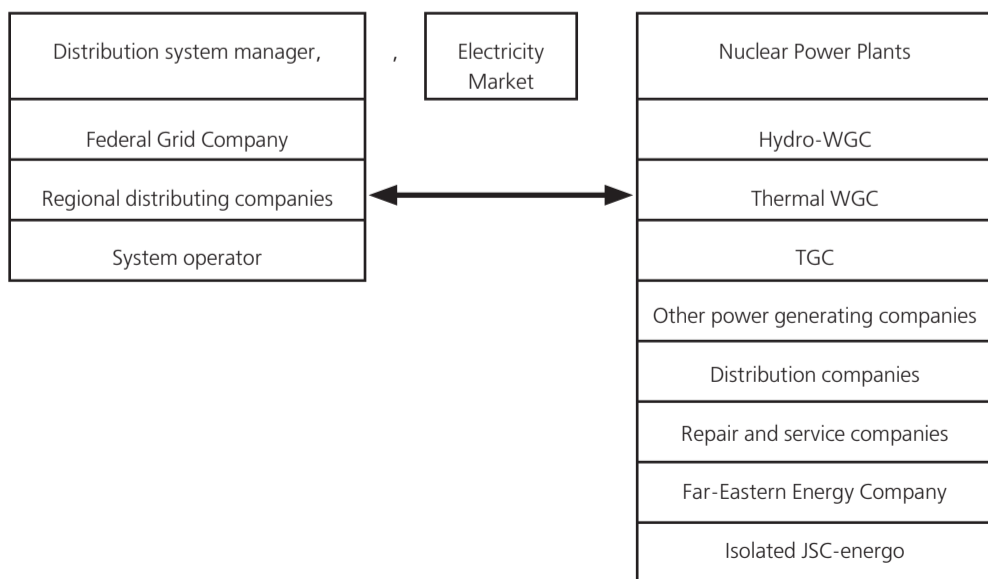 Distribution system manager,
Federal Grid Company
Regional distributing companies
System operator
,
Electricity
Market
Nuclear Power Plants
Hydro-WGC
Thermal WGC
TGC
Other power generating companies
Distribution companies
Repair and service companies
Far-Eastern Energy Company
Isolated JSC-energo